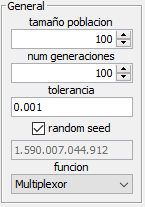 General
tamaño poblacion
100
num generaciones
100
tolerancia
0.001
random seed
1.590.007.044.912
funcion
Multiplexor